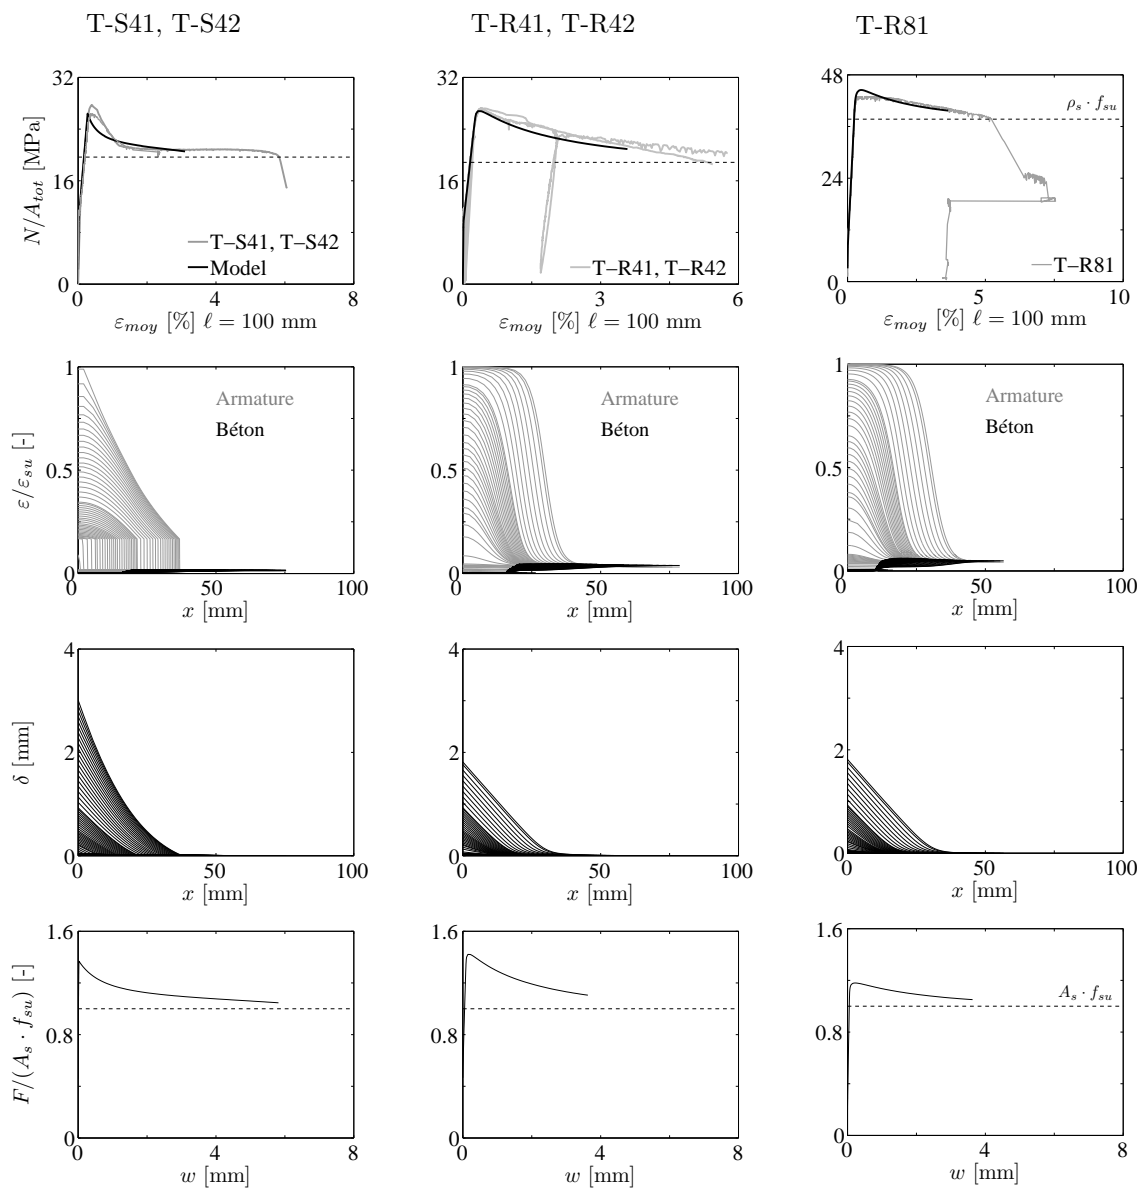 T-S41, T-S42
T-R41, T-R42
T-R81
N/A_tot [MPa]
32
16
0
0 4 8
T–S41, T–S42
Model
ε_moy [%] ℓ = 100 mm
32
16
0
0 3 6
T–R41, T–R42
ε_moy [%] ℓ = 100 mm
48
24
0
0 5 10
ρ_s · f_su
T–R81
ε_moy [%] ℓ = 100 mm
ε/ε_su [-]
1
0.5
0
0 50 100
Armature
Béton
x [mm]
1
0.5
0
0 50 100
Armature
Béton
x [mm]
1
0.5
0
0 50 100
Armature
Béton
x [mm]
δ [mm]
4
2
0
0 50 100
x [mm]
4
2
0
0 50 100
x [mm]
4
2
0
0 50 100
x [mm]
F/(A_s · f_su) [-]
1.6
0.8
0
0 4 8
w [mm]
1.6
0.8
0
0 4 8
w [mm]
1.6
0.8
0
0 4 8
A_s · f_su
w [mm]